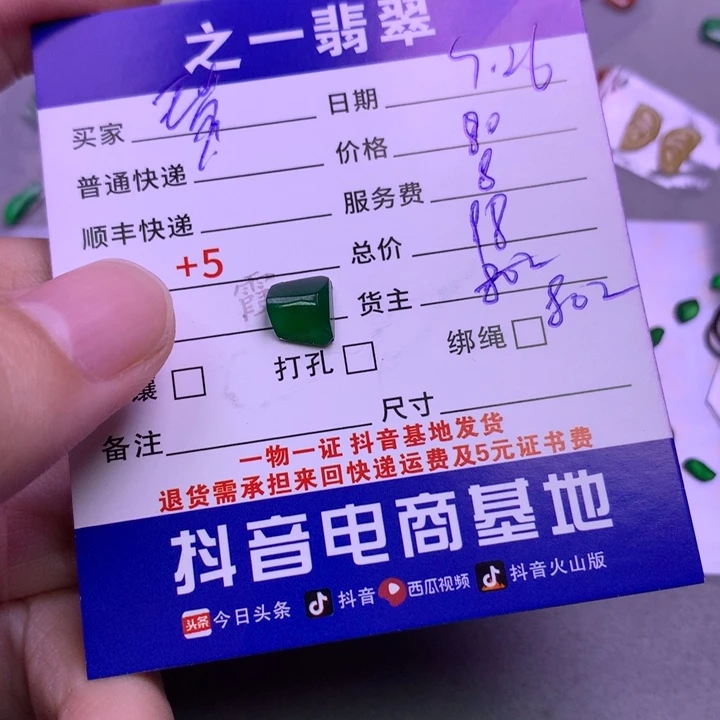 之一翡翠
买家 日期 7.26
普通快递 价格 80
顺丰快递 服务费 8
+5 总价
霞 货主 802 802
镶 打孔 绑绳
备注 尺寸
一物一证 抖音基地发货
退货需承担来回快递运费及5元证书费
抖音电商基地
头条 今日头条 抖音 西瓜视频 抖音火山版